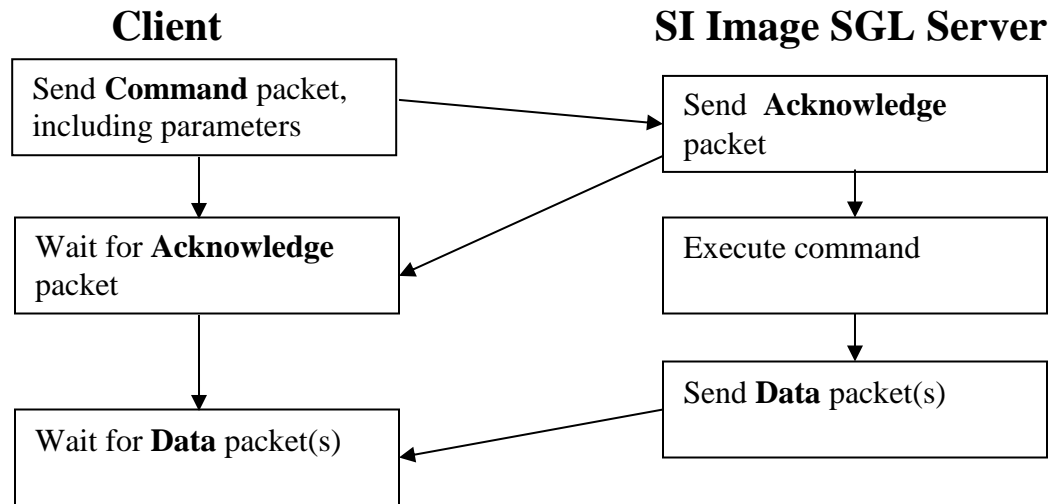 Client
Send Command packet,
including parameters
Wait for Acknowledge
packet
Wait for Data packet(s)
SI Image SGL Server
Send Acknowledge
packet
Execute command
Send Data packet(s)